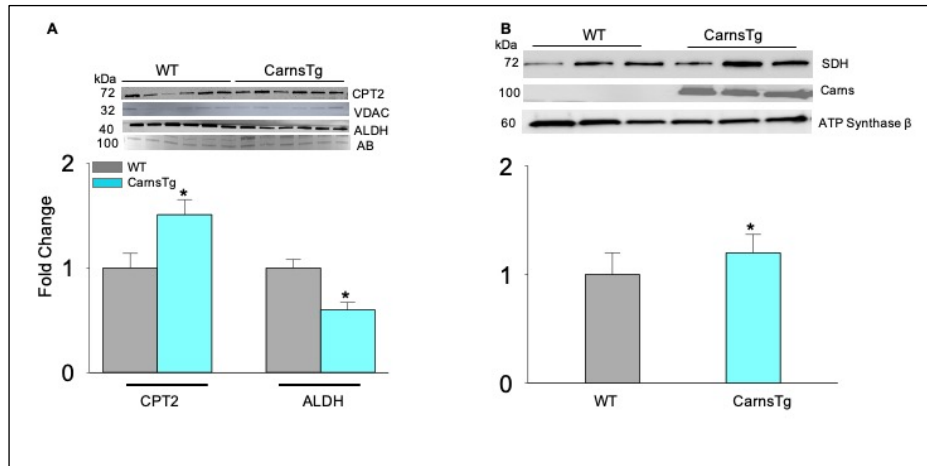 A
WT CarnsTg
kDa
72 CPT2
32 VDAC
40 ALDH
100 AB
2
WT
CarnsTg
*
1
*
0
Fold Change
CPT2 ALDH
B
WT CarnsTg
kDa
72 SDH
100 Carns
60 ATP Synthase β
2
*
1
0
WT CarnsTg